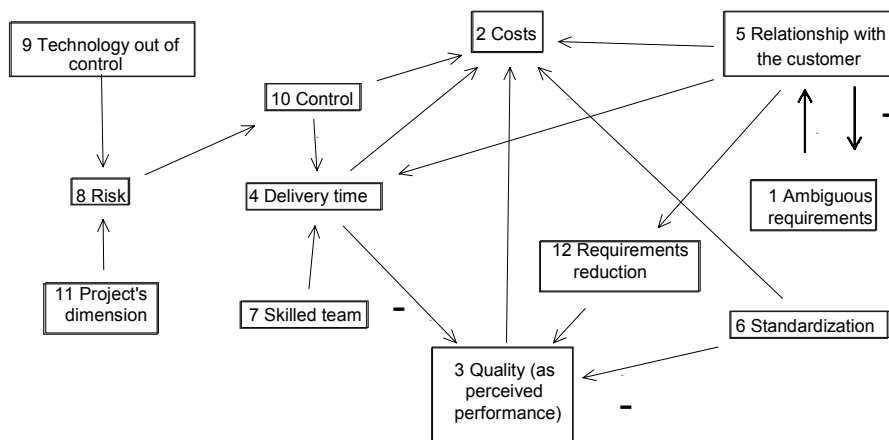 9 Technology out of
control
2 Costs
5 Relationship with
the customer
10 Control
-
8 Risk
4 Delivery time
1 Ambiguous
requirements
12 Requirements
reduction
11 Project's
dimension
7 Skilled team
-
6 Standardization
3 Quality (as
perceived
performance)
-